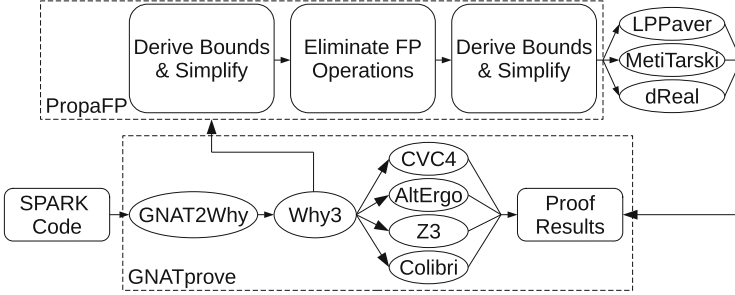 Derive Bounds
& Simplify
Eliminate FP
Operations
Derive Bounds
& Simplify
PropaFP
LPPaver
MetiTarski
dReal
SPARK
Code
GNAT2Why
Why3
CVC4
AltErgo
Z3
Colibri
Proof
Results
GNATprove